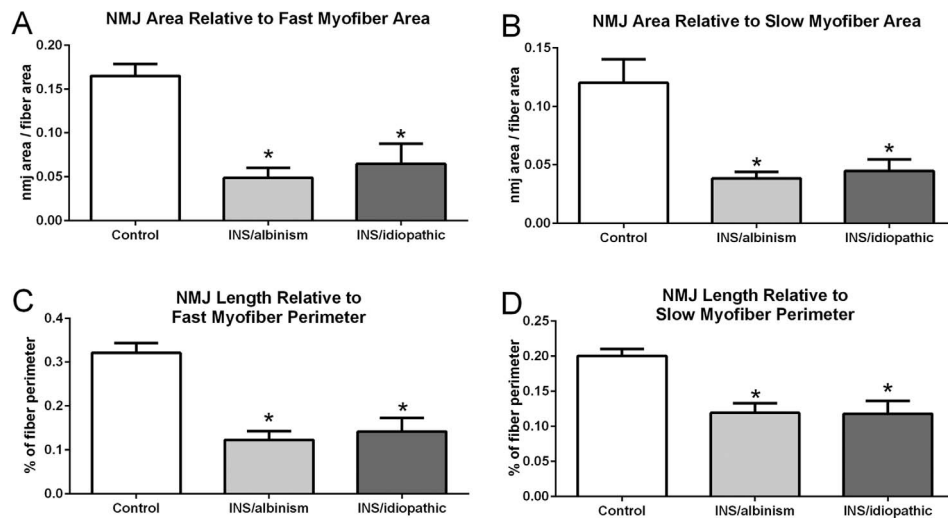 A
NMJ Area Relative to Fast Myofiber Area
nmj area / fiber area
0.20
0.15
0.10
0.05
0.00
*
*
Control
INS/albinism
INS/idiopathic
B
NMJ Area Relative to Slow Myofiber Area
nmj area / fiber area
0.15
0.10
0.05
0.00
*
*
Control
INS/albinism
INS/idiopathic
C
NMJ Length Relative to
Fast Myofiber Perimeter
% of fiber perimeter
0.4
0.3
0.2
0.1
0.0
*
*
Control
INS/albinism
INS/idiopathic
D
NMJ Length Relative to
Slow Myofiber Perimeter
% of fiber perimeter
0.25
0.20
0.15
0.10
0.05
0.00
*
*
Control
INS/albinism
INS/idiopathic